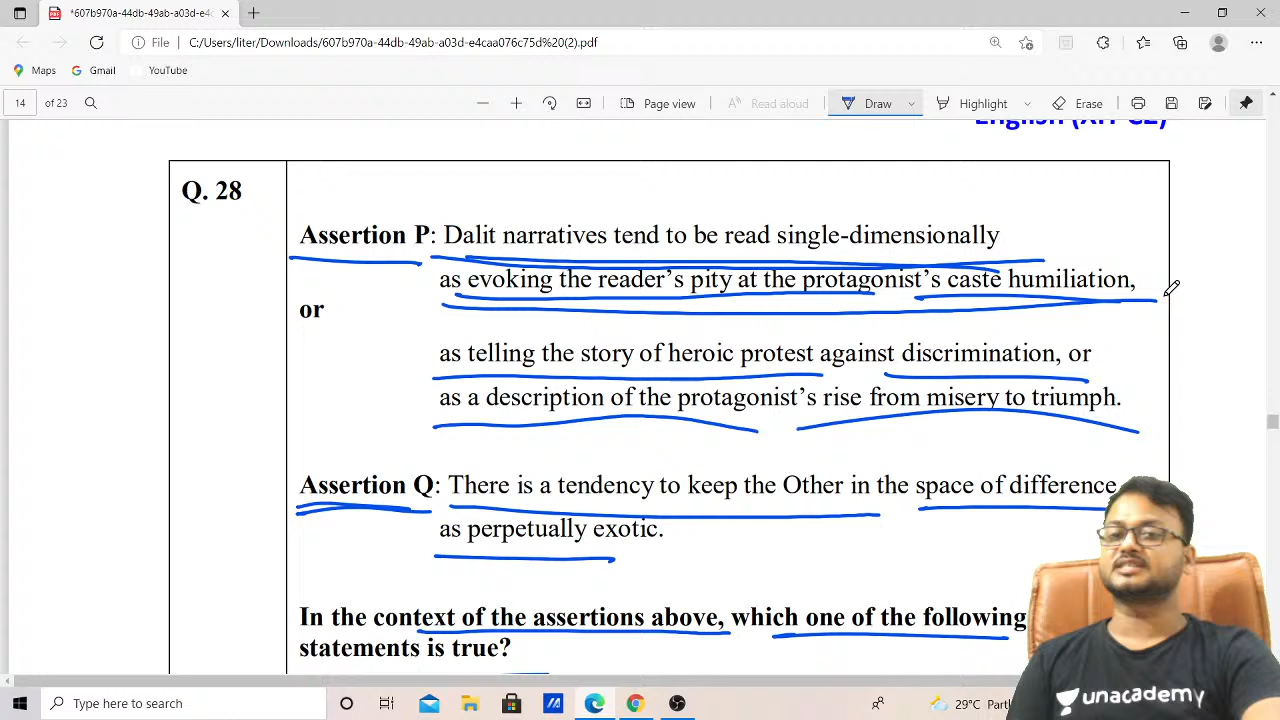 *607b970a-44db-49ab-a03d-e4c
File C:/Users/liter/Downloads/607b970a-44db-49ab-a03d-e4caa076c75d%20(2).pdf
Maps Gmail YouTube
14 of 23 Page view Read aloud Draw Highlight Erase
Q. 28
Assertion P: Dalit narratives tend to be read single-dimensionally
as evoking the reader's pity at the protagonist's caste humiliation,
or
as telling the story of heroic protest against discrimination, or
as a description of the protagonist's rise from misery to triumph.
Assertion Q: There is a tendency to keep the Other in the space of difference
as perpetually exotic.
In the context of the assertions above, which one of the following
statements is true?
unacademy
Type here to search 29°C